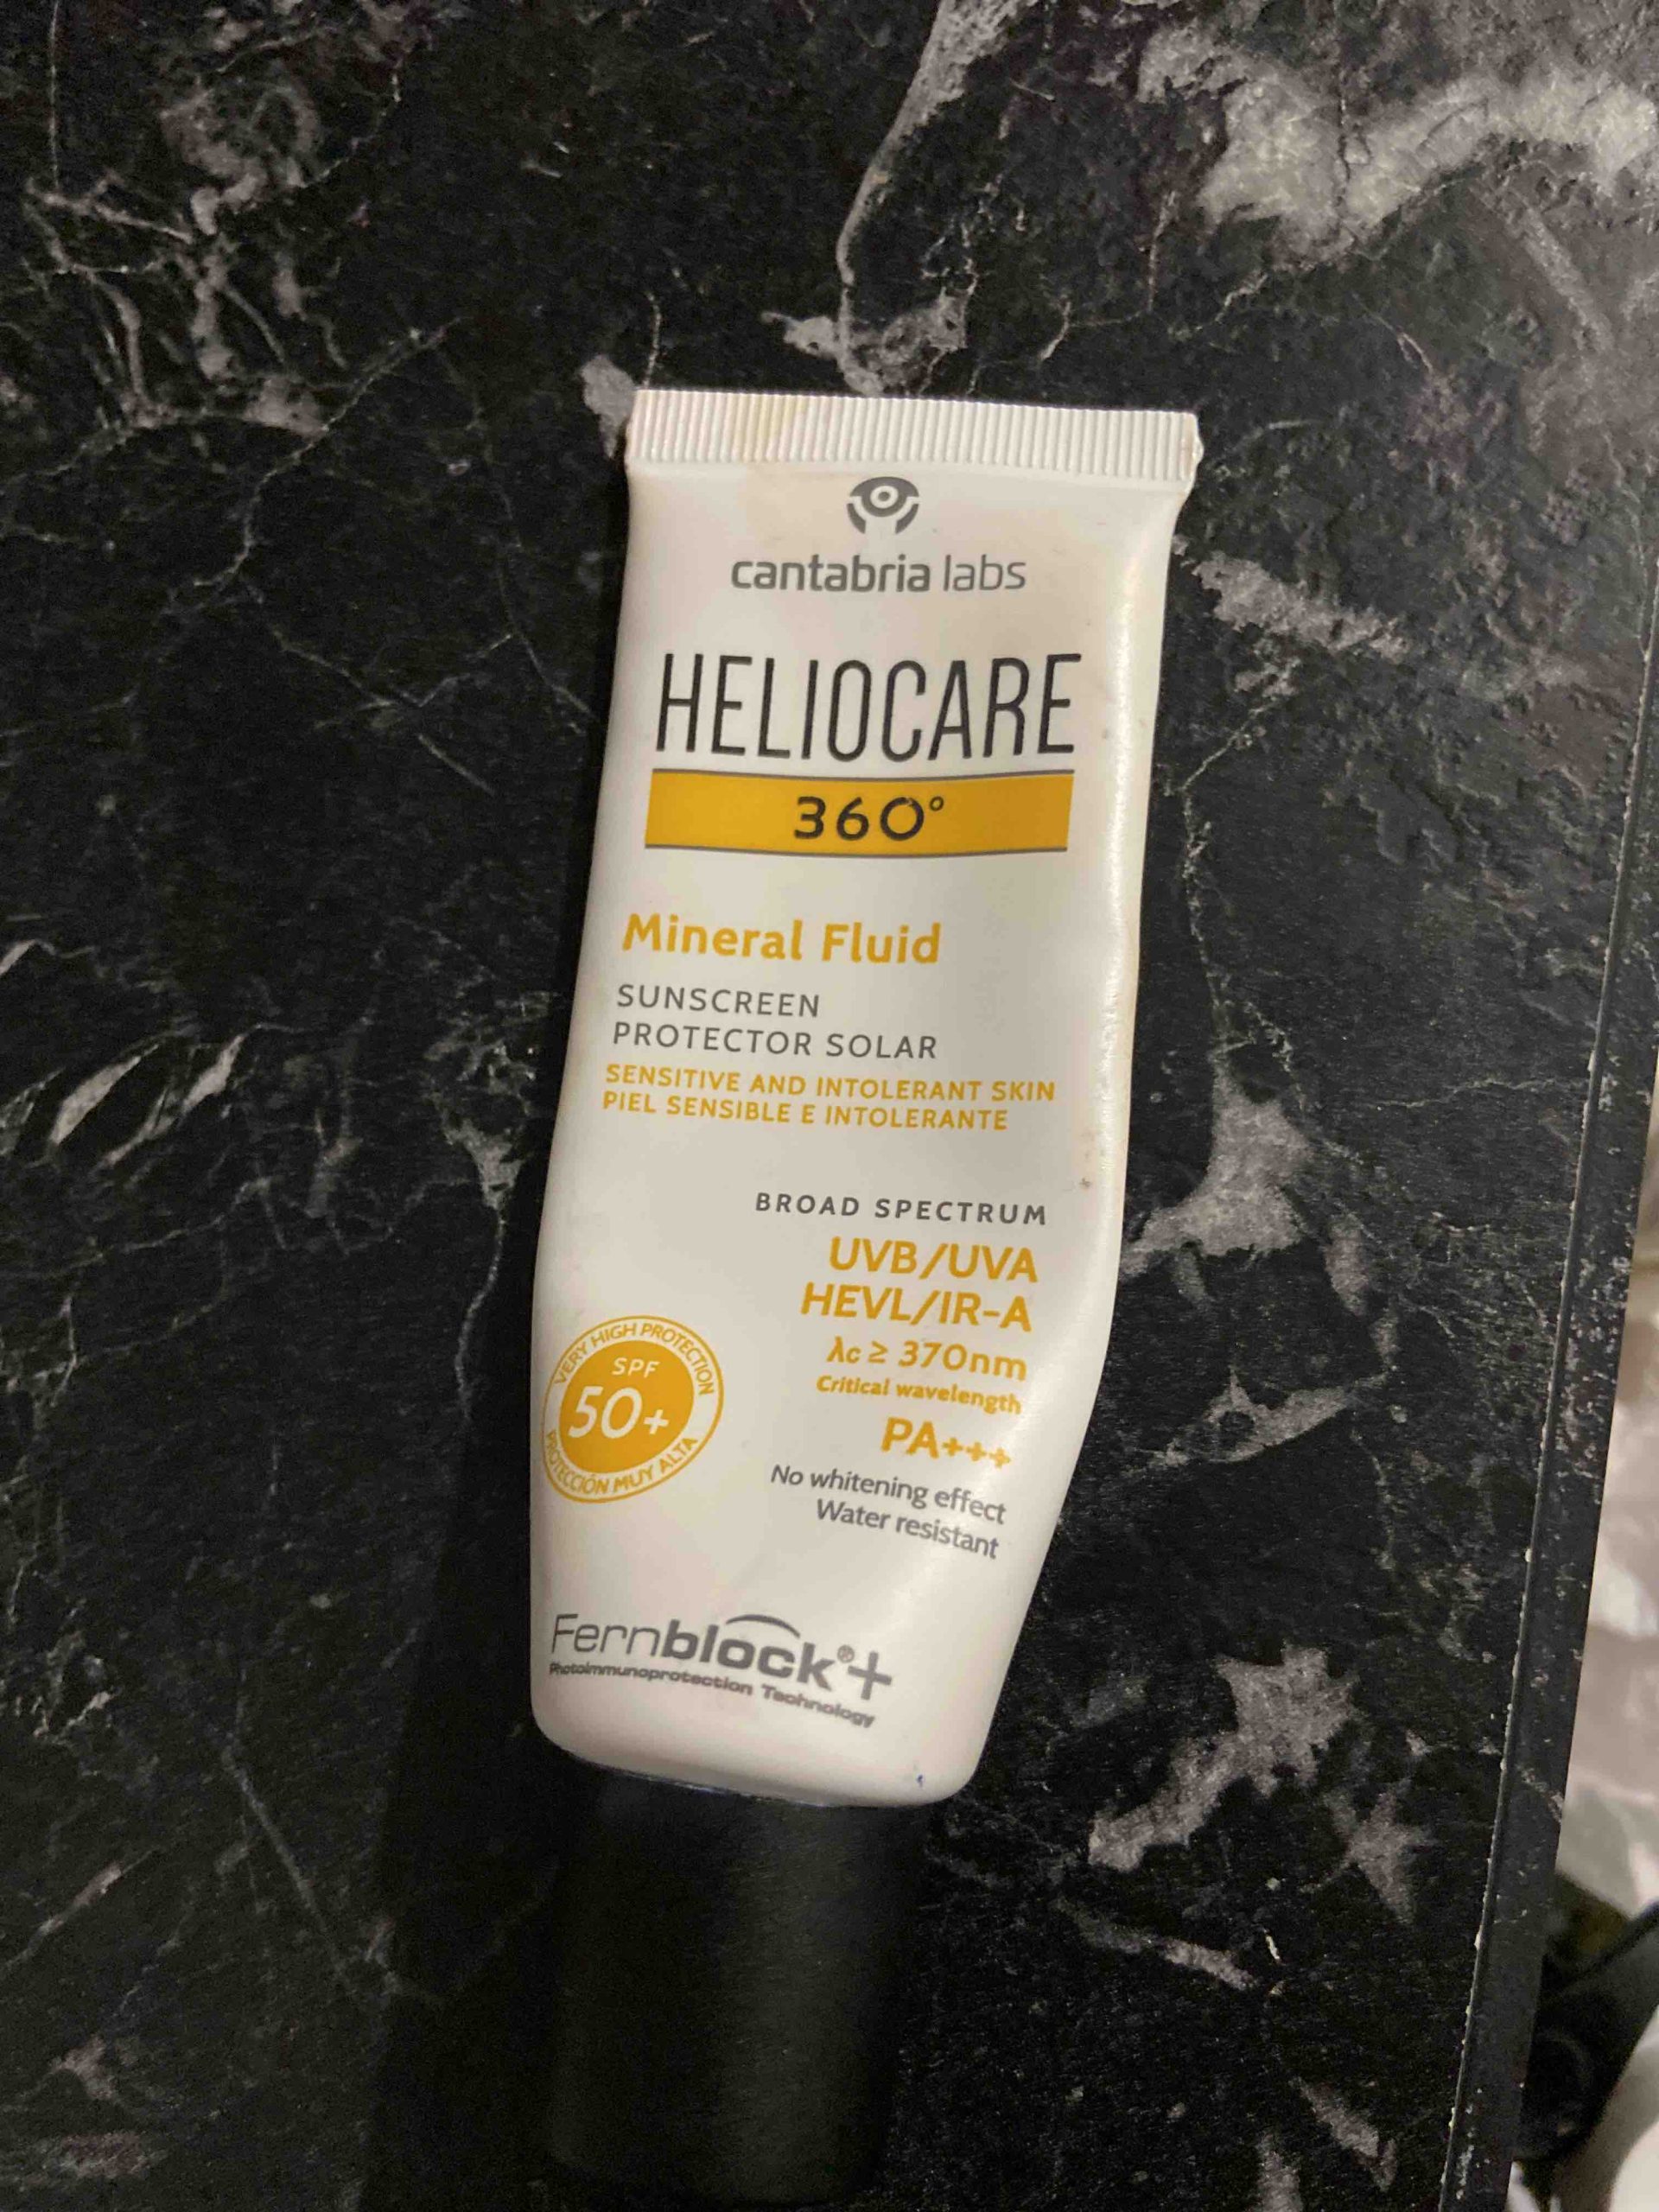 cantabria labs
HELIOCARE
360°
Mineral Fluid
SUNSCREEN
PROTECTOR SOLAR
SENSITIVE AND INTOLERANT SKIN
PIEL SENSIBLE E INTOLERANTE
BROAD SPECTRUM
UVB/UVA
HEVL/IR-A
λc ≥ 370nm
Critical wavelength
PA+++
No whitening effect
Water resistant
VERY HIGH PROTECTION
SPF
50+
PROTECCIÓN MUY ALTA
Fernblock®+
Photoimmunoprotection Technology